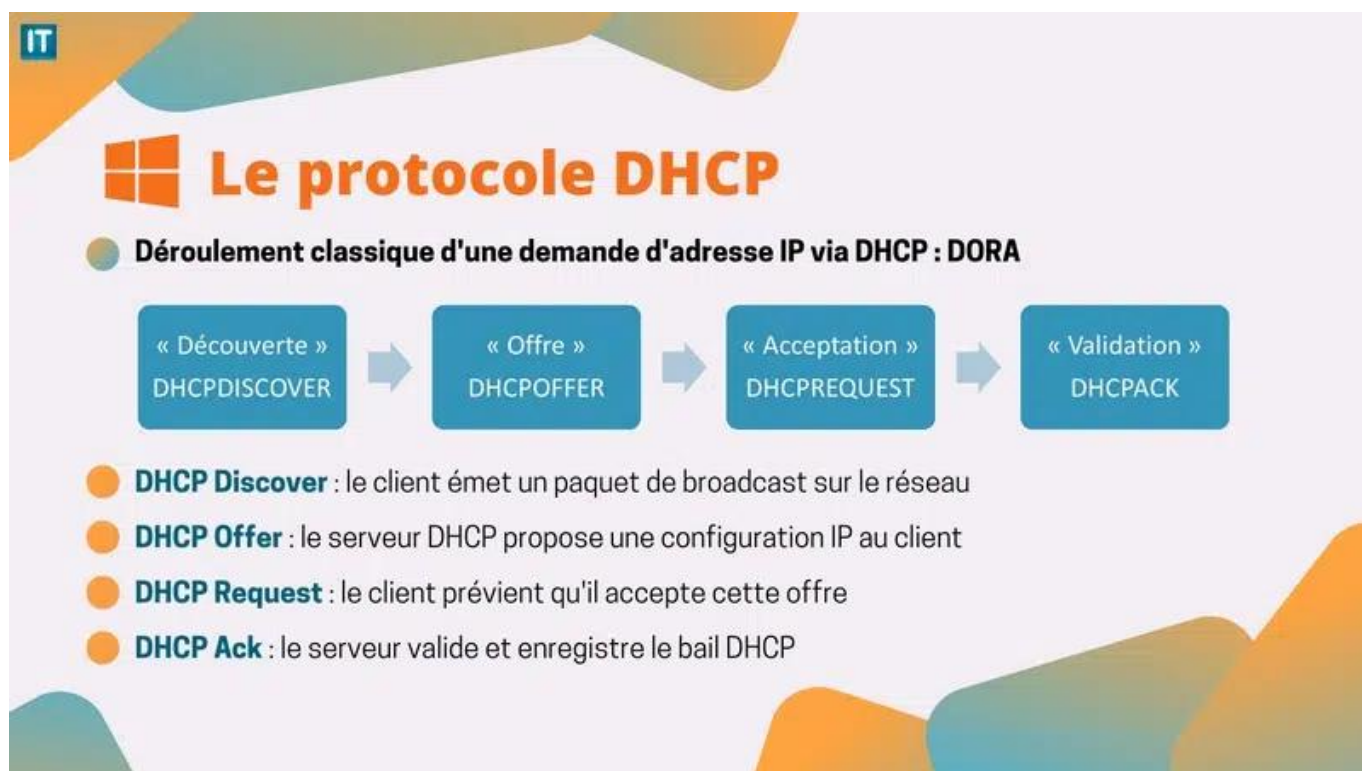 IT
Le protocole DHCP
Déroulement classique d'une demande d'adresse IP via DHCP : DORA
« Découverte »
DHCPDISCOVER
« Offre »
DHCPOFFER
« Acceptation »
DHCPREQUEST
« Validation »
DHCPACK
DHCP Discover : le client émet un paquet de broadcast sur le réseau
DHCP Offer : le serveur DHCP propose une configuration IP au client
DHCP Request : le client prévient qu'il accepte cette offre
DHCP Ack : le serveur valide et enregistre le bail DHCP